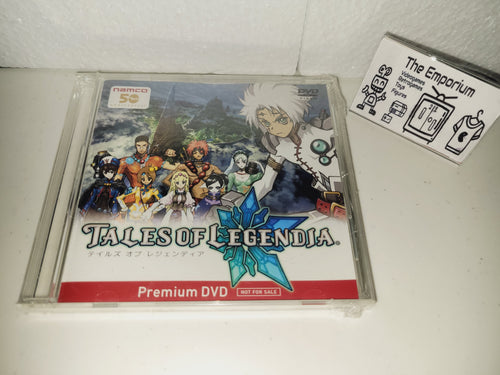 namco
50
DVD
TALES OF LEGENDIA
テイルズ オブ レジェンディア
Premium DVD
NOT FOR SALE
The Emporium
Videogames
Retrogames
Toys
Figures